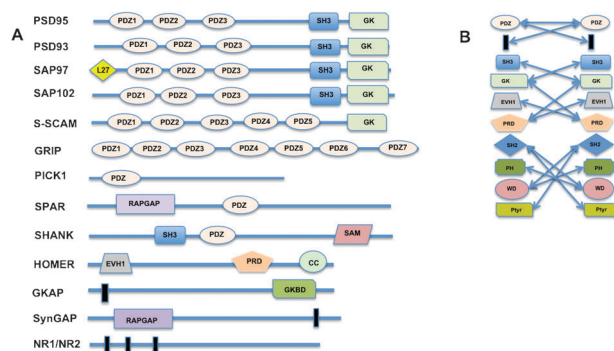 A
PSD95 PDZ1 PDZ2 PDZ3 SH3 GK
PSD93 PDZ1 PDZ2 PDZ3 SH3 GK
SAP97 L27 PDZ1 PDZ2 PDZ3 SH3 GK
SAP102 PDZ1 PDZ2 PDZ3 SH3 GK
S-SCAM PDZ1 PDZ2 PDZ3 PDZ4 PDZ5 GK
GRIP PDZ1 PDZ2 PDZ3 PDZ4 PDZ5 PDZ6 PDZ7
PICK1 PDZ
SPAR RAPGAP PDZ
SHANK SH3 PDZ SAM
HOMER EVH1 PRD CC
GKAP GKBD
SynGAP RAPGAP
NR1/NR2
B
PDZ PDZ
SH3 SH3
GK GK
EVH1 EVH1
PRD PRD
SH2 SH2
PH PH
WD WD
Ptyr Ptyr